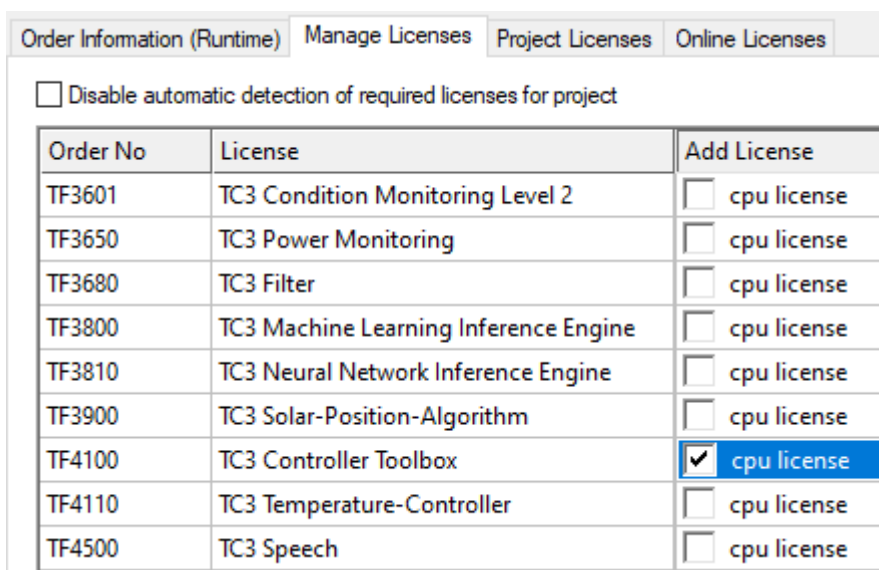 Order Information (Runtime) Manage Licenses Project Licenses Online Licenses
Disable automatic detection of required licenses for project
Order No License Add License
TF3601 TC3 Condition Monitoring Level 2 cpu license
TF3650 TC3 Power Monitoring cpu license
TF3680 TC3 Filter cpu license
TF3800 TC3 Machine Learning Inference Engine cpu license
TF3810 TC3 Neural Network Inference Engine cpu license
TF3900 TC3 Solar-Position-Algorithm cpu license
TF4100 TC3 Controller Toolbox cpu license
TF4110 TC3 Temperature-Controller cpu license
TF4500 TC3 Speech cpu license